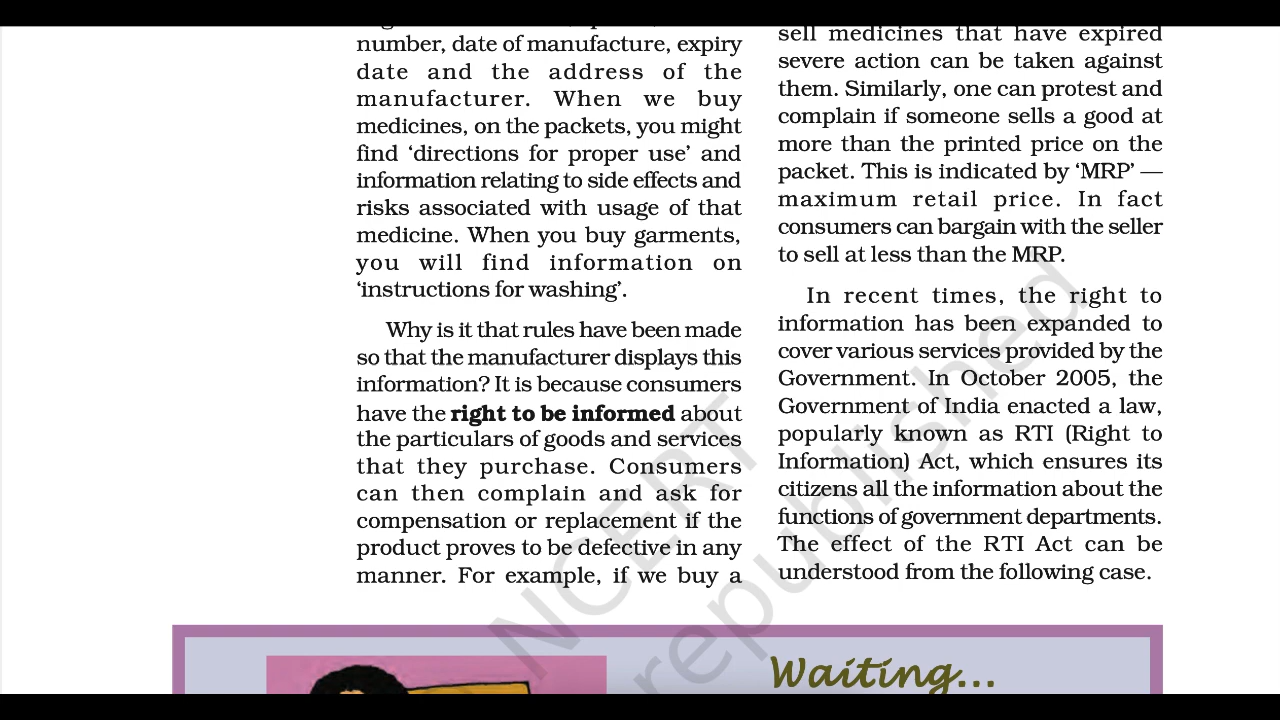 number, date of manufacture, expiry
date and the address of the
manufacturer. When we buy
medicines, on the packets, you might
find ‘directions for proper use’ and
information relating to side effects and
risks associated with usage of that
medicine. When you buy garments,
you will find information on
‘instructions for washing’.
Why is it that rules have been made
so that the manufacturer displays this
information? It is because consumers
have the right to be informed about
the particulars of goods and services
that they purchase. Consumers
can then complain and ask for
compensation or replacement if the
product proves to be defective in any
manner. For example, if we buy a
sell medicines that have expired
severe action can be taken against
them. Similarly, one can protest and
complain if someone sells a good at
more than the printed price on the
packet. This is indicated by ‘MRP’ —
maximum retail price. In fact
consumers can bargain with the seller
to sell at less than the MRP.
In recent times, the right to
information has been expanded to
cover various services provided by the
Government. In October 2005, the
Government of India enacted a law,
popularly known as RTI (Right to
Information) Act, which ensures its
citizens all the information about the
functions of government departments.
The effect of the RTI Act can be
understood from the following case.
Waiting...
NCERT
republished